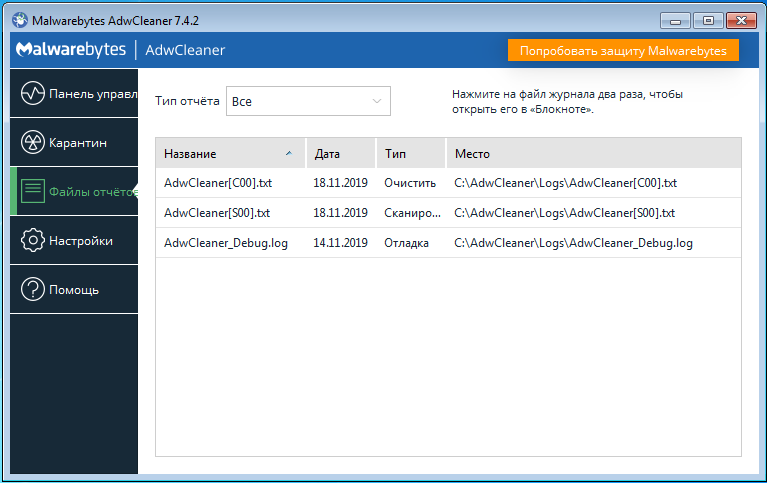 Malwarebytes AdwCleaner 7.4.2
Malwarebytes | AdwCleaner
Попробовать защиту Malwarebytes
Панель управл
Карантин
Файлы отчёто
Настройки
Помощь
Тип отчёта Все
Нажмите на файл журнала два раза, чтобы
открыть его в «Блокноте».
Название Дата Тип Место
AdwCleaner[C00].txt 18.11.2019 Очистить C:\AdwCleaner\Logs\AdwCleaner[C00].txt
AdwCleaner[S00].txt 18.11.2019 Сканиро... C:\AdwCleaner\Logs\AdwCleaner[S00].txt
AdwCleaner_Debug.log 14.11.2019 Отладка C:\AdwCleaner\Logs\AdwCleaner_Debug.log